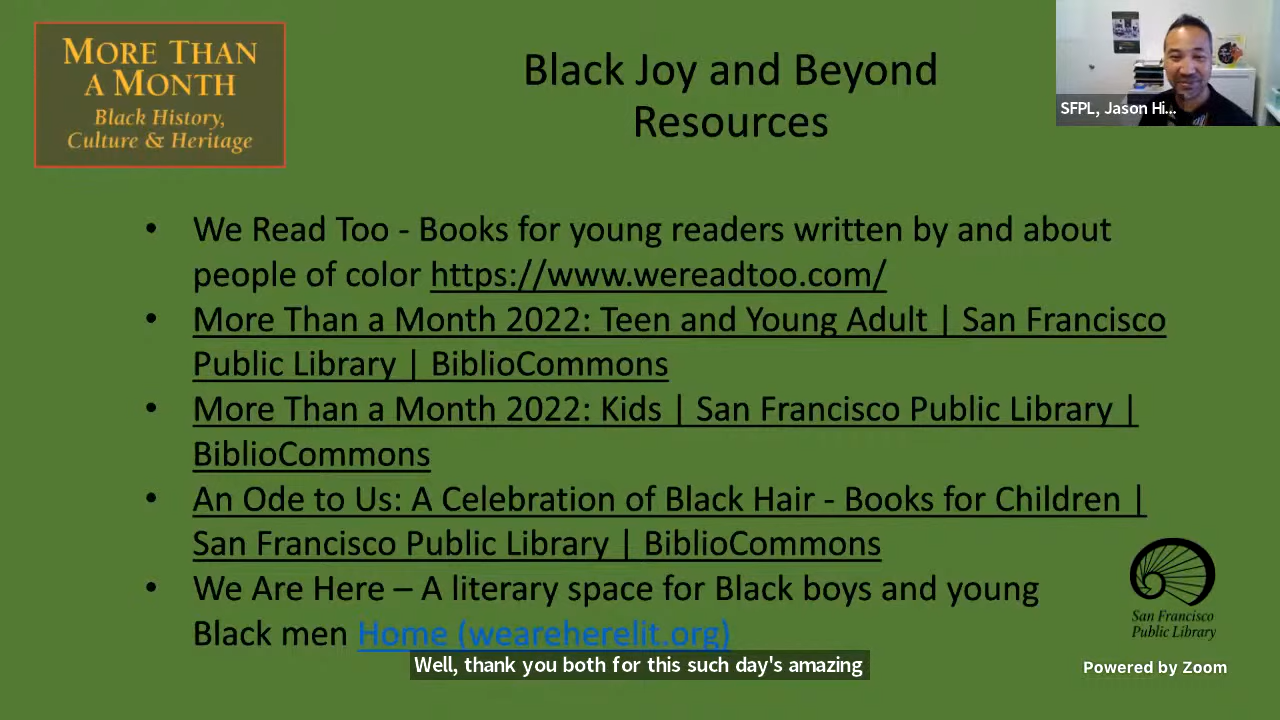 MORE THAN
A MONTH
Black History,
Culture & Heritage
Black Joy and Beyond
Resources
SFPL, Jason Hi...
• We Read Too - Books for young readers written by and about
people of color https://www.wereadtoo.com/
• More Than a Month 2022: Teen and Young Adult | San Francisco
Public Library | BiblioCommons
• More Than a Month 2022: Kids | San Francisco Public Library |
BiblioCommons
• An Ode to Us: A Celebration of Black Hair - Books for Children |
San Francisco Public Library | BiblioCommons
• We Are Here – A literary space for Black boys and young
Black men Home (weareherelit.org)
San Francisco
Public Library
Well, thank you both for this such day's amazing
Powered by Zoom